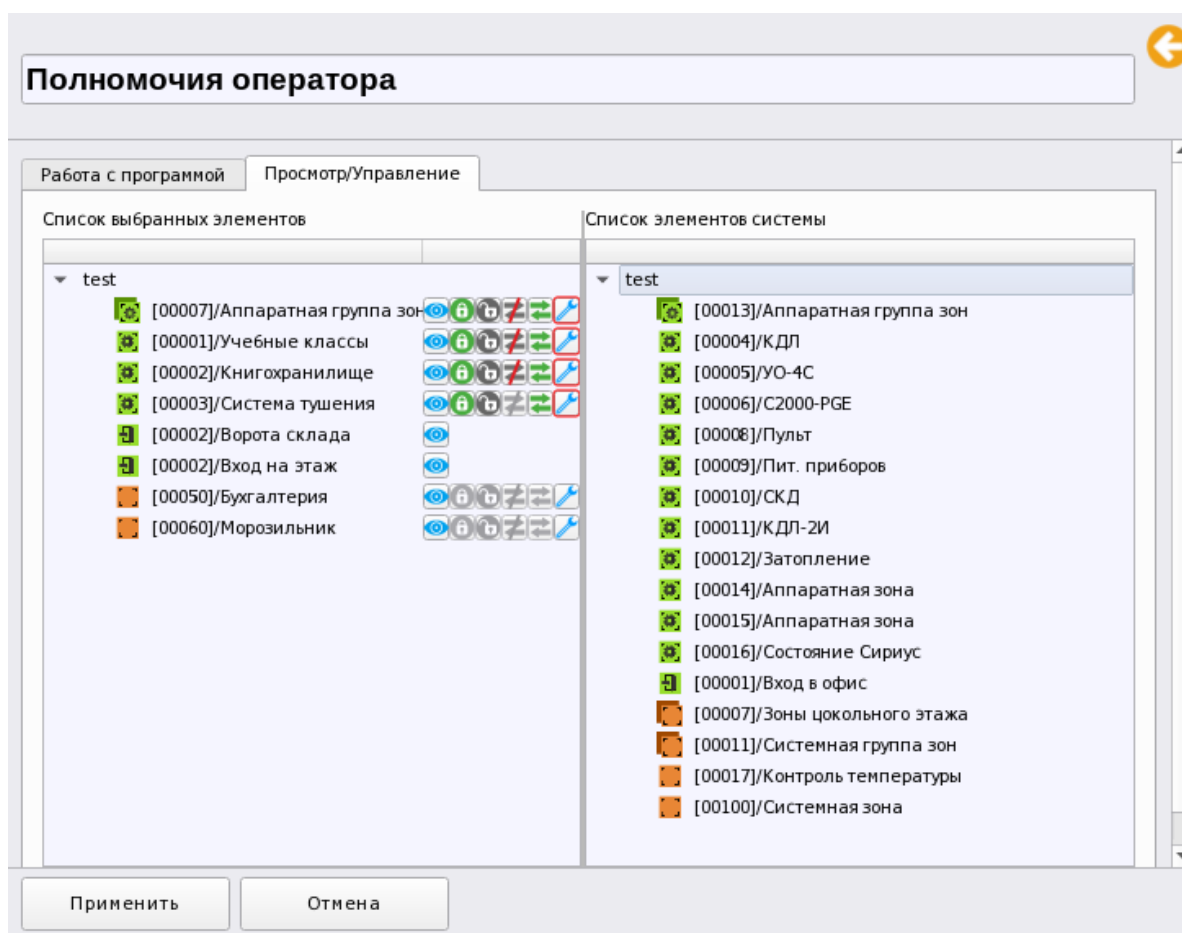 Полномочия оператора
Работа с программой
Просмотр/Управление
Список выбранных элементов
test
[00007]/Аппаратная группа зон
[00001]/Учебные классы
[00002]/Книгохранилище
[00003]/Система тушения
[00002]/Ворота склада
[00002]/Вход на этаж
[00050]/Бухгалтерия
[00060]/Морозильник
Список элементов системы
test
[00013]/Аппаратная группа зон
[00004]/КДЛ
[00005]/УО-4С
[00006]/С2000-PGE
[00008]/Пульт
[00009]/Пит. приборов
[00010]/СКД
[00011]/КДЛ-2И
[00012]/Затопление
[00014]/Аппаратная зона
[00015]/Аппаратная зона
[00016]/Состояние Сириус
[00001]/Вход в офис
[00007]/Зоны цокольного этажа
[00011]/Системная группа зон
[00017]/Контроль температуры
[00100]/Системная зона
Применить
Отмена